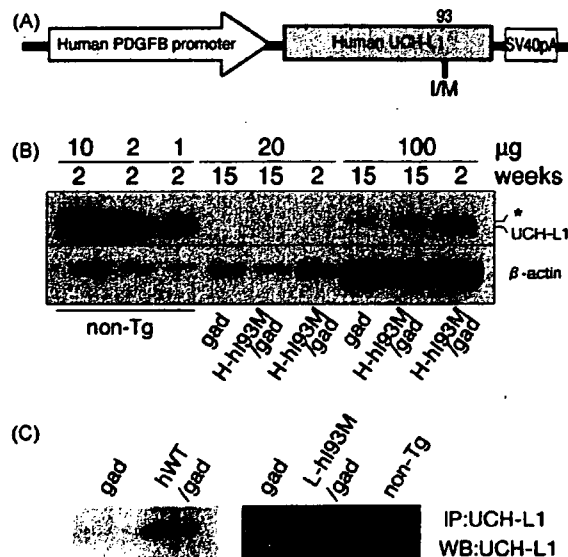 (A)
93
Human PDGFB promoter
Human UCH-L1
SV40pA
I/M
(B)
10 2 1 20 100 μg
2 2 2 15 15 2 15 15 2 weeks
*
UCH-L1
β-actin
non-Tg
gad
H-hI93M
/gad
H-hI93M
/gad
gad
H-hI93M
/gad
H-hI93M
/gad
(C)
gad
hWT
/gad
gad
L-hI93M
/gad
non-Tg
IP:UCH-L1
WB:UCH-L1